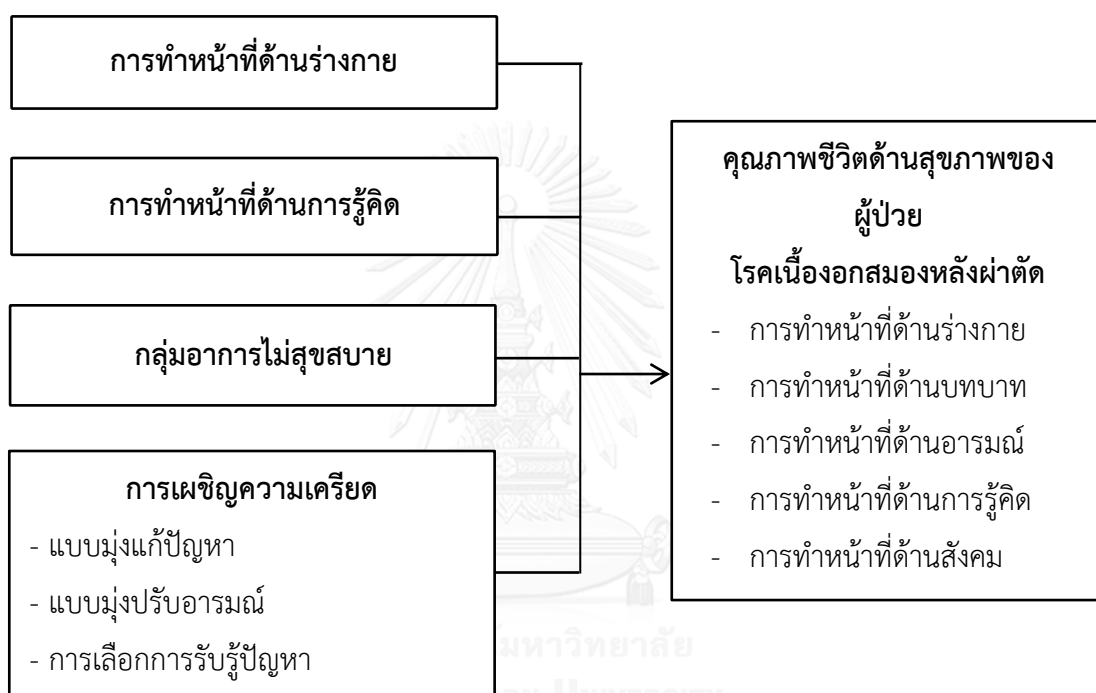 การทำหน้าที่ด้านร่างกาย
การทำหน้าที่ด้านการรู้คิด
กลุ่มอาการไม่สุขสบาย
การเผชิญความเครียด
- แบบมุ่งแก้ปัญหา
- แบบมุ่งปรับอารมณ์
- การเลือกการรับรู้ปัญหา
คุณภาพชีวิตด้านสุขภาพของ
ผู้ป่วย
โรคเนื้องอกสมองหลังผ่าตัด
- การทำหน้าที่ด้านร่างกาย
- การทำหน้าที่ด้านบทบาท
- การทำหน้าที่ด้านอารมณ์
- การทำหน้าที่ด้านการรู้คิด
- การทำหน้าที่ด้านสังคม
มหาวิทยาลัย